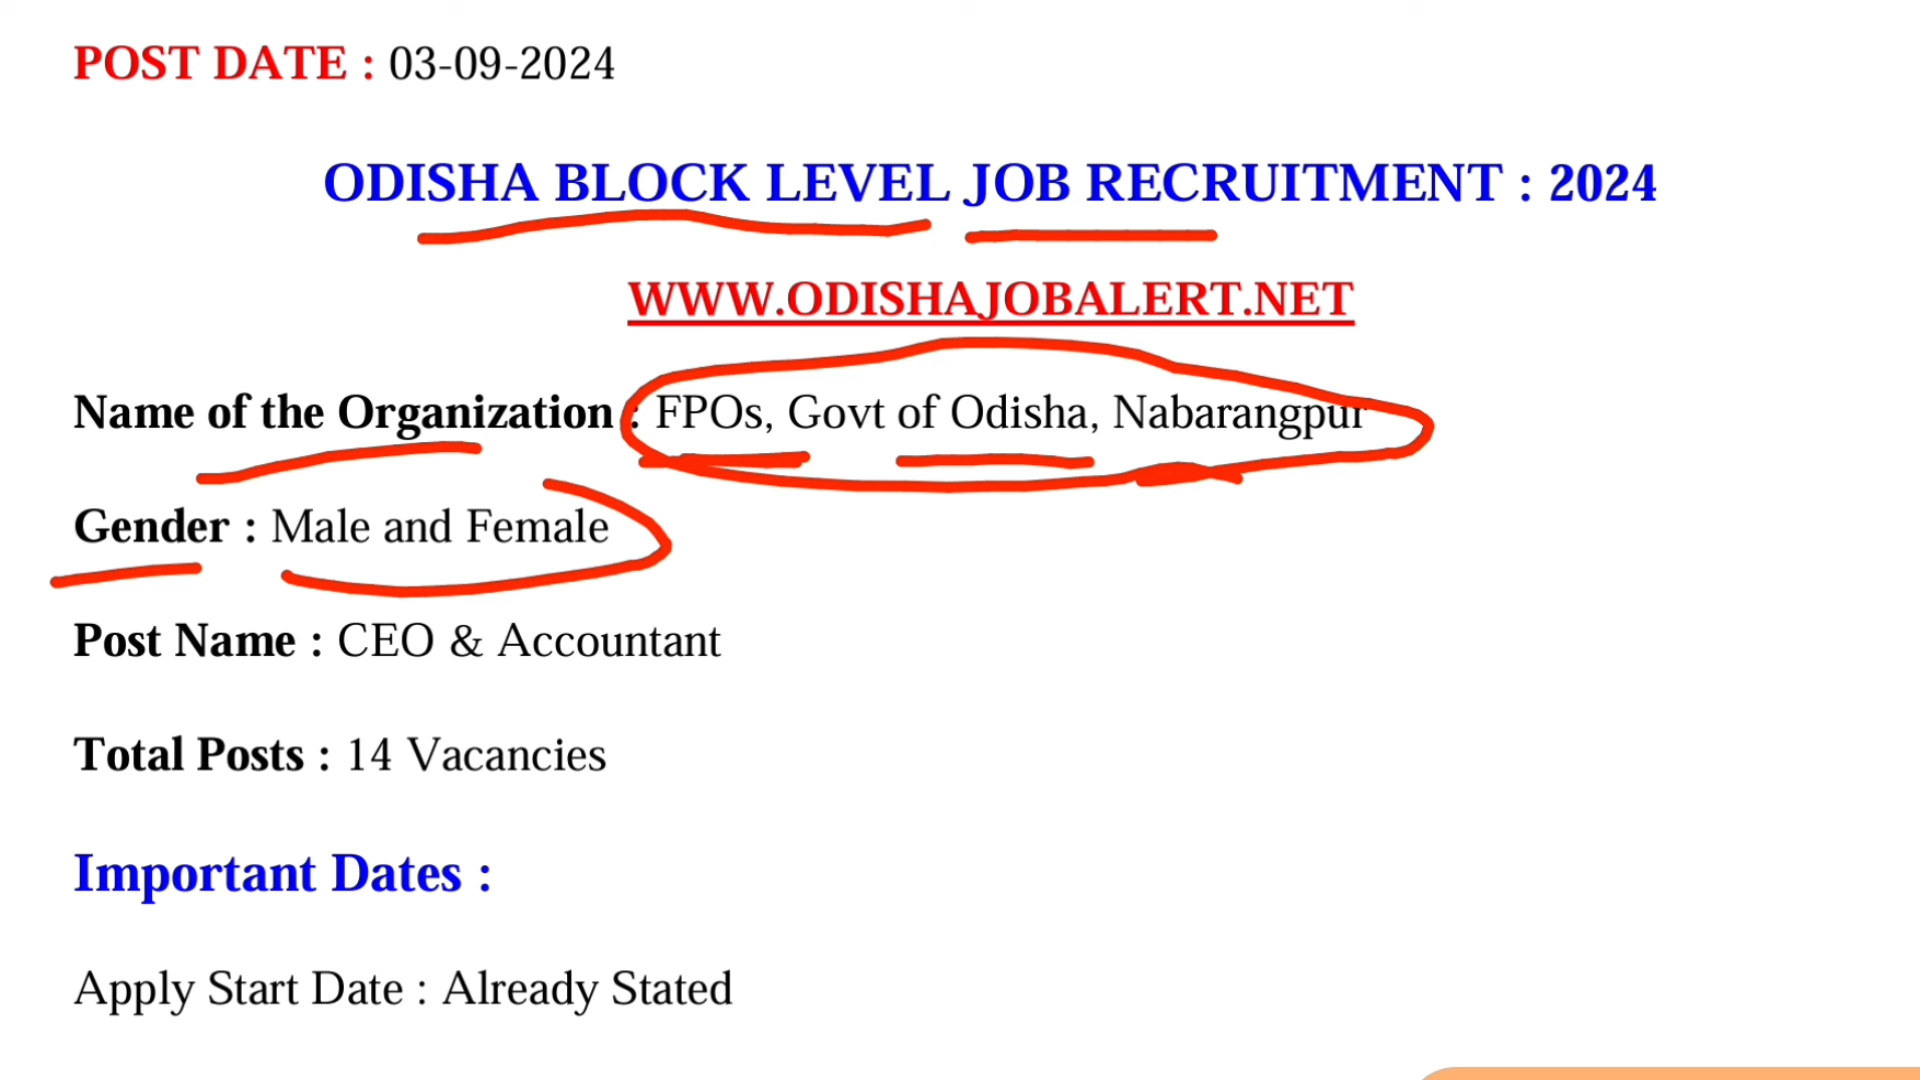 POST DATE : 03-09-2024
ODISHA BLOCK LEVEL JOB RECRUITMENT : 2024
WWW.ODISHAJOBALERT.NET
Name of the Organization : FPOs, Govt of Odisha, Nabarangpur
Gender : Male and Female
Post Name : CEO & Accountant
Total Posts : 14 Vacancies
Important Dates :
Apply Start Date : Already Stated